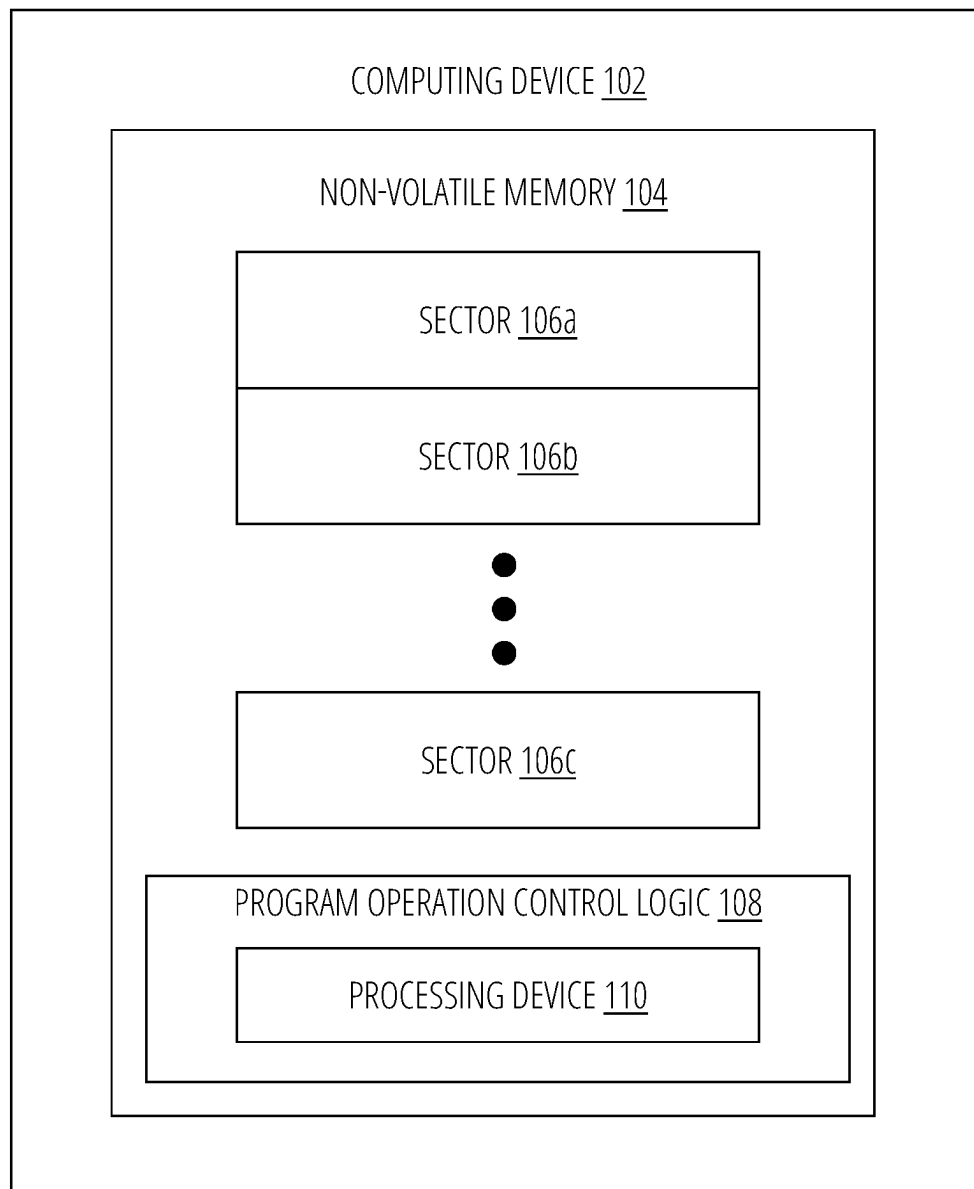 COMPUTING DEVICE 102
NON-VOLATILE MEMORY 104
SECTOR 106a
SECTOR 106b
SECTOR 106c
PROGRAM OPERATION CONTROL LOGIC 108
PROCESSING DEVICE 110